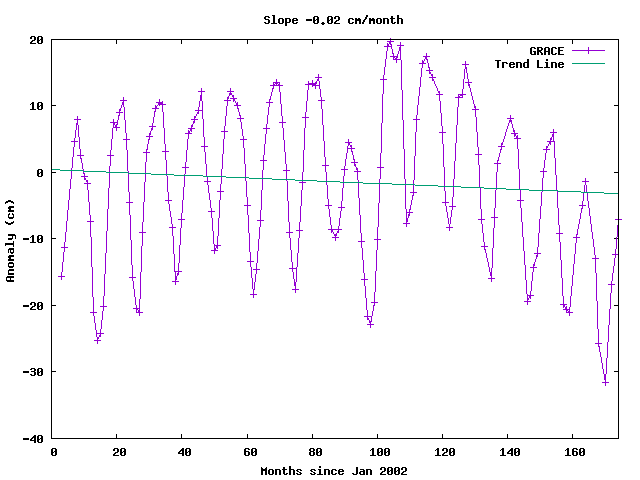 Slope -0.02 cm/month
GRACE
Trend Line
20
10
0
-10
-20
-30
-40
Anomaly (cm)
0 20 40 60 80 100 120 140 160
Months since Jan 2002